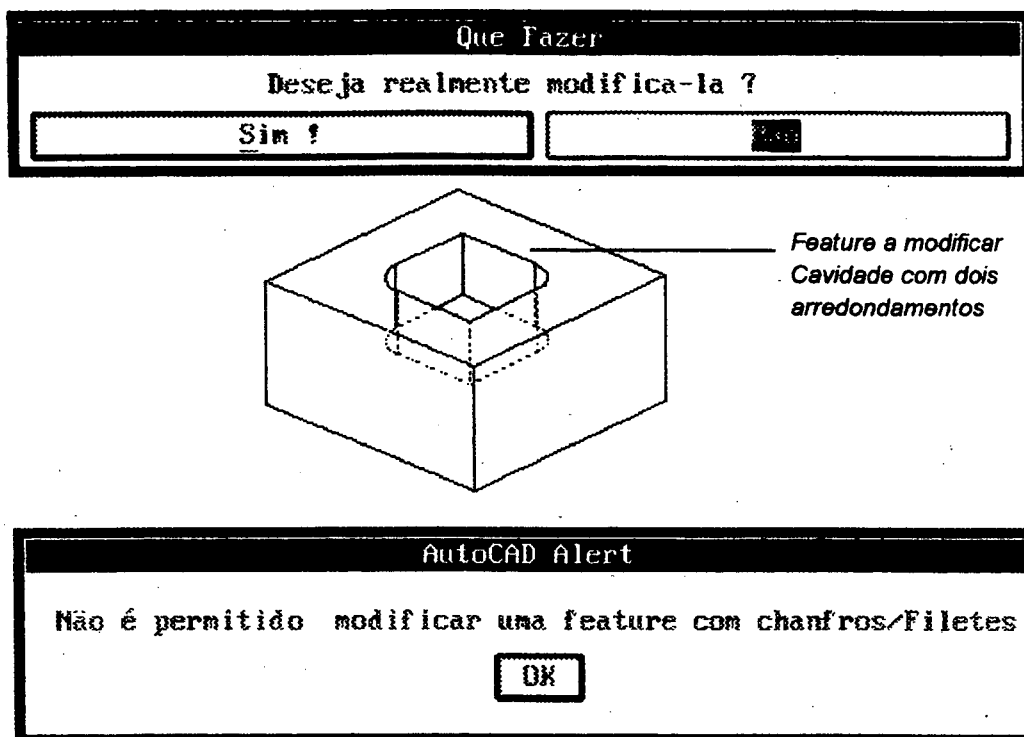 Que Fazer
Deseja realmente modifica-la ?
Sim !
Feature a modificar
Cavidade com dois
arredondamentos
AutoCAD Alert
Não é permitido modificar uma feature com chanfros/Filetes
OK